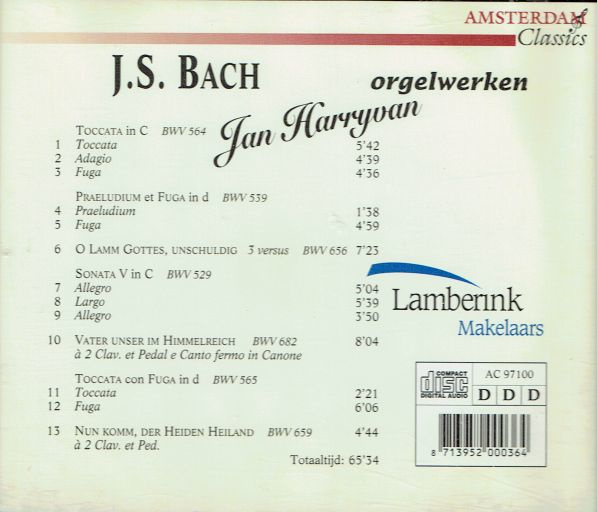 AMSTERDAM
Classics
J.S. BACH orgelwerken
Jan Harryvan
TOCCATA in C BWV 564
1 Toccata 5'42
2 Adagio 4'39
3 Fuga 4'36
PRAELUDIUM et FUGA in d BWV 539
4 Praeludium 1'38
5 Fuga 4'59
6 O LAMM GOTTES, UNSCHULDIG 3 versus BWV 656 7'23
SONATA V in C BWV 529
7 Allegro 5'04
8 Largo 5'39
9 Allegro 3'50
10 VATER UNSER IM HIMMELREICH BWV 682 8'04
à 2 Clav. et Pedal e Canto fermo in Canone
TOCCATA con FUGA in d BWV 565
11 Toccata 2'21
12 Fuga 6'06
13 NUN KOMM, DER HEIDEN HEILAND BWV 659 4'44
à 2 Clav. et Ped.
Totaaltijd: 65'34
Lamberink
Makelaars
COMPACT
disc
DIGITAL AUDIO
AC 97100
D D D
8 713952 000364